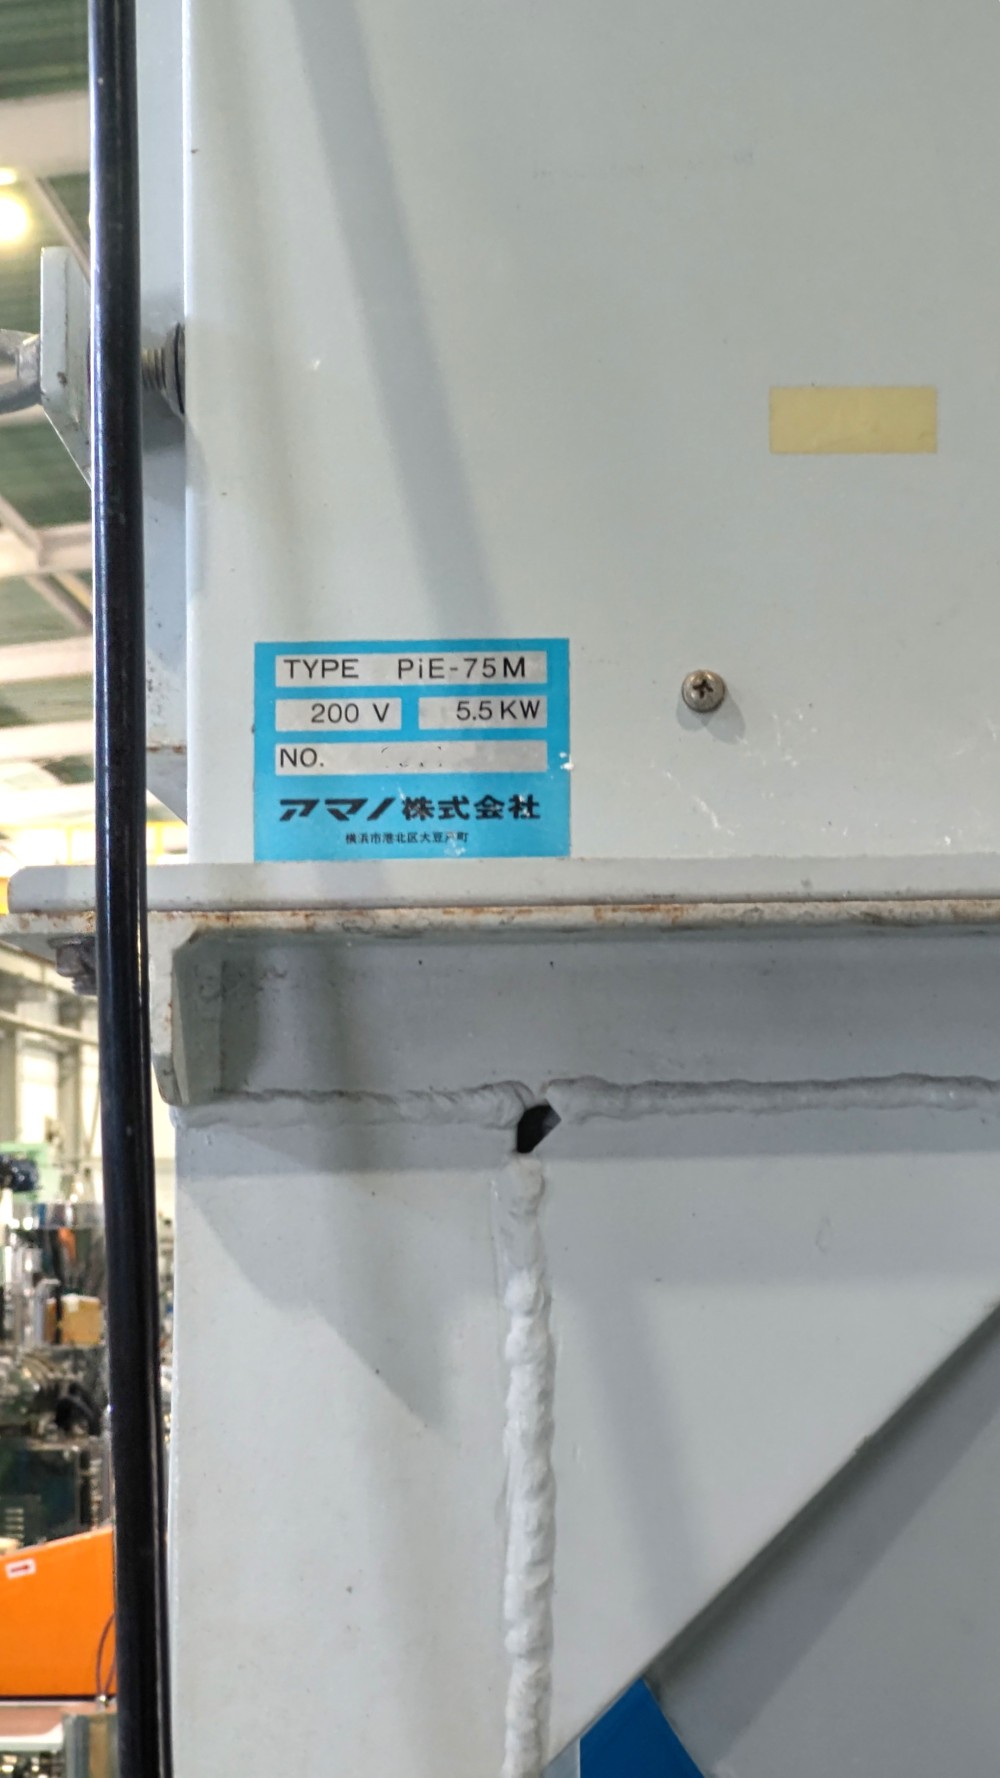 TYPE PiE-75M
200 V 5.5 KW
NO.
アマノ株式会社
横浜市港北区大豆戸町